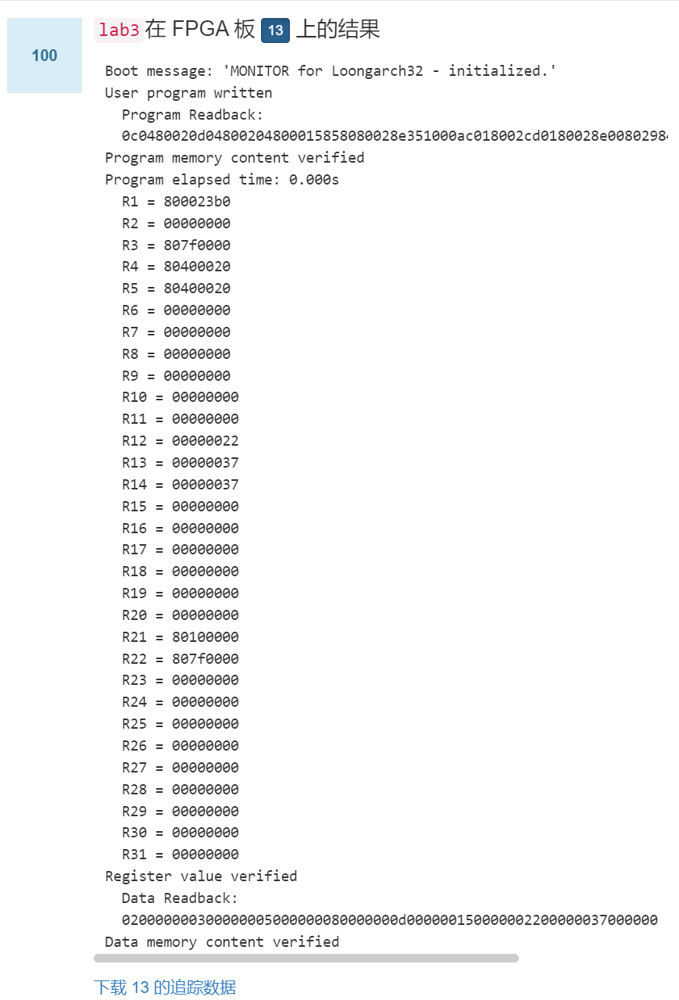 100
lab3 在 FPGA 板 13 上的结果
Boot message: 'MONITOR for Loongarch32 - initialized.'
User program written
Program Readback:
0c0480020d04800204800015858080028e351000ac018002cd0180028e00802984
Program memory content verified
Program elapsed time: 0.000s
R1 = 800023b0
R2 = 00000000
R3 = 807f0000
R4 = 80400020
R5 = 80400020
R6 = 00000000
R7 = 00000000
R8 = 00000000
R9 = 00000000
R10 = 00000000
R11 = 00000000
R12 = 00000022
R13 = 00000037
R14 = 00000037
R15 = 00000000
R16 = 00000000
R17 = 00000000
R18 = 00000000
R19 = 00000000
R20 = 00000000
R21 = 80100000
R22 = 807f0000
R23 = 00000000
R24 = 00000000
R25 = 00000000
R26 = 00000000
R27 = 00000000
R28 = 00000000
R29 = 00000000
R30 = 00000000
R31 = 00000000
Register value verified
Data Readback:
020000000300000005000000080000000d000000150000002200000037000000
Data memory content verified
下载 13 的追踪数据